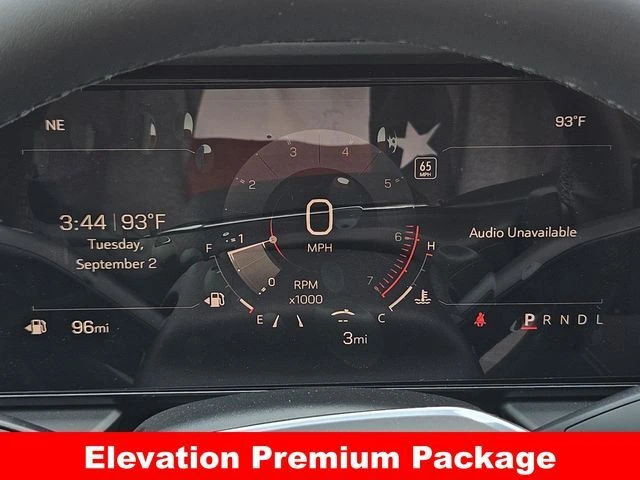 NE 93°F
3 4
2 5
65
MPH
3:44 | 93°F
0
Tuesday,
September 2
MPH
Audio Unavailable
1 6
F H
0 7
RPM
x1000
E C
96mi
3mi
P R N D L
Elevation Premium Package